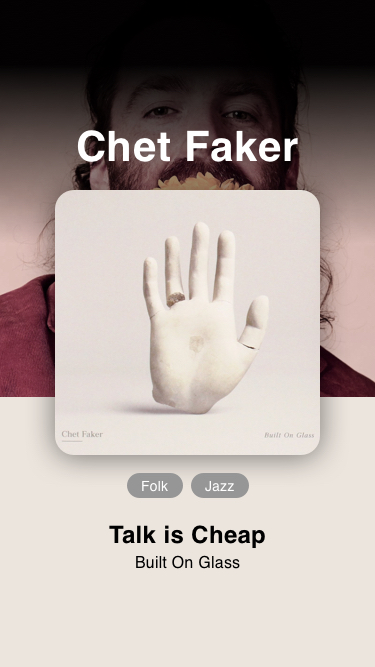 Chet Faker
Chet Faker
Built On Glass
Folk
Jazz
Talk is Cheap
Built On Glass